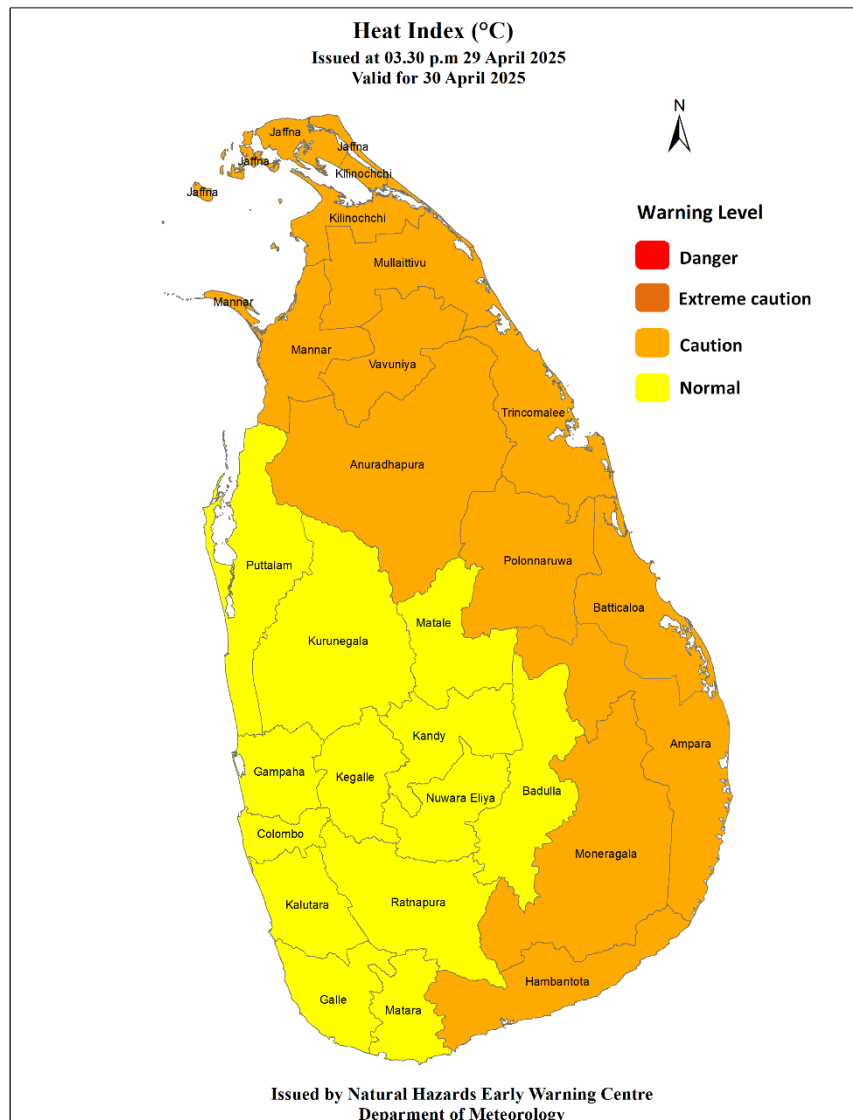 Heat Index (°C)
Issued at 03.30 p.m 29 April 2025
Valid for 30 April 2025
N
Jaffna
Jaffna
Jaffna
Kilinochchi
Jaffna
Kilinochchi
Warning Level
Mullaittivu
Danger
Mannar
Extreme caution
Mannar
Caution
Vavuniya
Normal
Trincomalee
Anuradhapura
Puttalam
Polonnaruwa
Batticaloa
Matale
Kurunegala
Kandy
Ampara
Gampaha
Kegalle
Nuwara Eliya
Badulla
Colombo
Moneragala
Kalutara
Ratnapura
Hambantota
Galle
Matara
Issued by Natural Hazards Early Warning Centre
Deparment of Meteorology